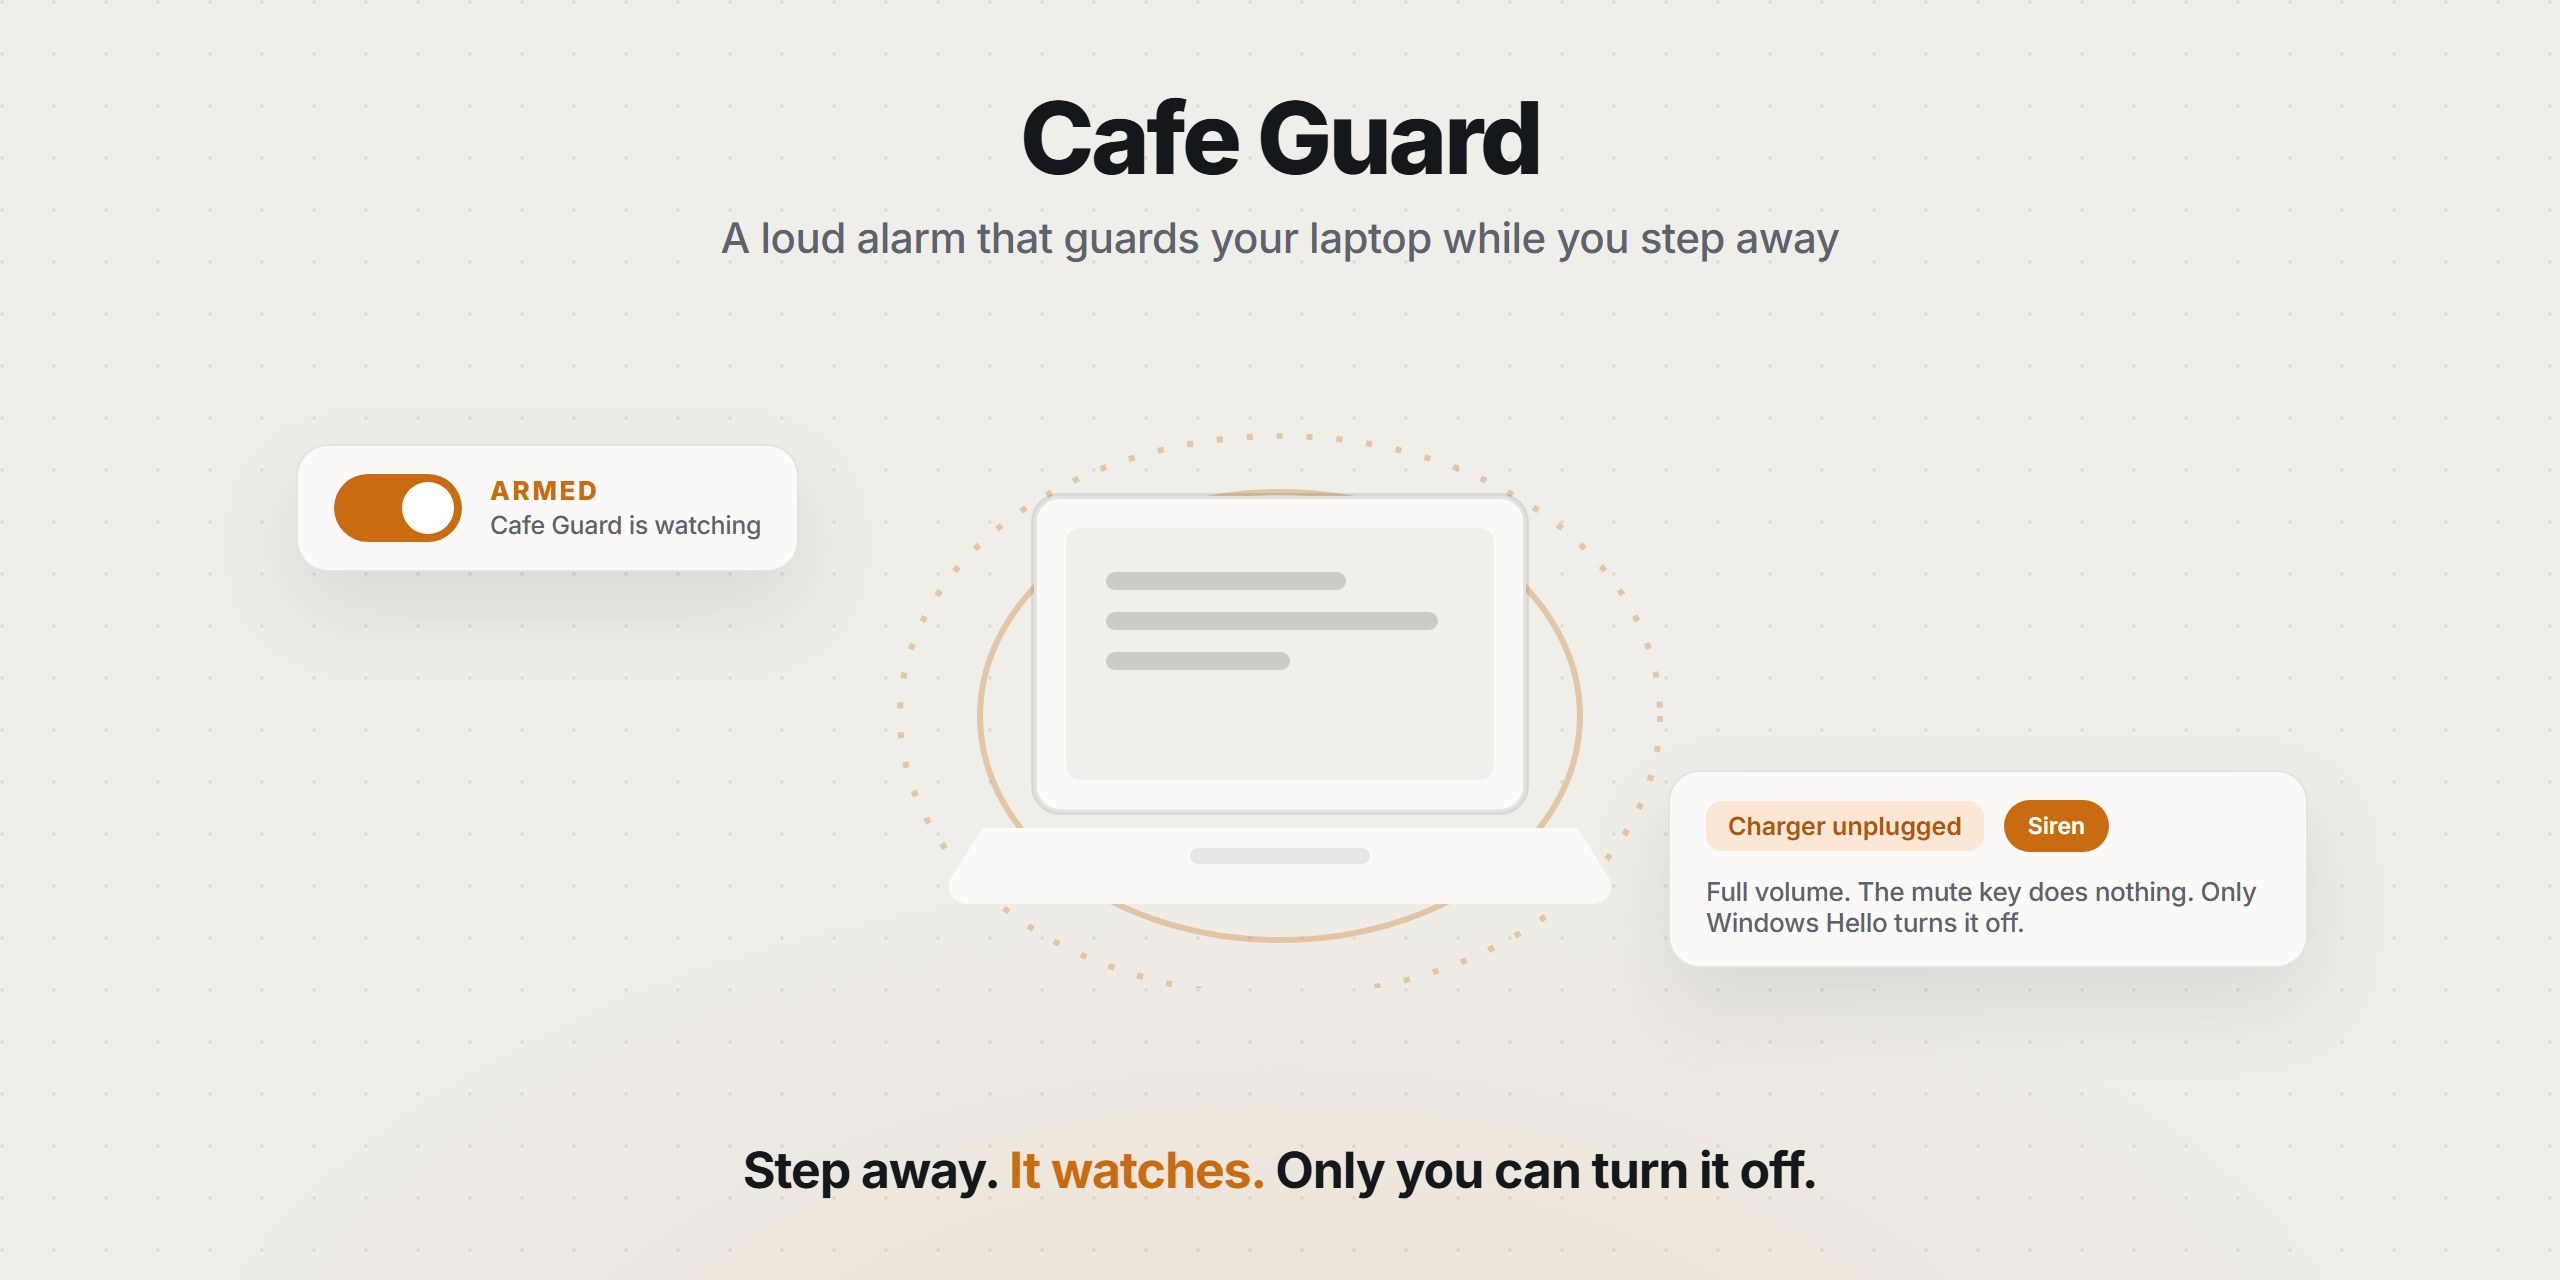 Cafe Guard
A loud alarm that guards your laptop while you step away
ARMED
Cafe Guard is watching
Charger unplugged Siren
Full volume. The mute key does nothing. Only
Windows Hello turns it off.
Step away. It watches. Only you can turn it off.